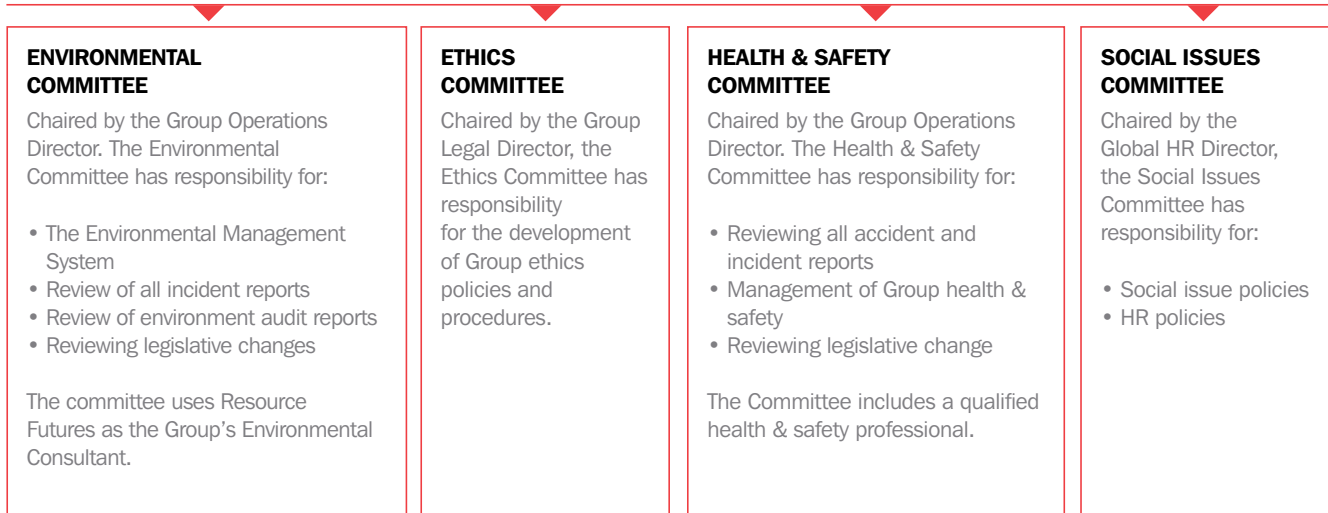 ENVIRONMENTAL
COMMITTEE
Chaired by the Group Operations
Director. The Environmental
Committee has responsibility for:
• The Environmental Management
System
• Review of all incident reports
• Review of environment audit reports
• Reviewing legislative changes
The committee uses Resource
Futures as the Group’s Environmental
Consultant.
ETHICS
COMMITTEE
Chaired by the Group
Legal Director, the
Ethics Committee has
responsibility
for the development
of Group ethics
policies and
procedures.
HEALTH & SAFETY
COMMITTEE
Chaired by the Group Operations
Director. The Health & Safety
Committee has responsibility for:
• Reviewing all accident and
incident reports
• Management of Group health &
safety
• Reviewing legislative change
The Committee includes a qualified
health & safety professional.
SOCIAL ISSUES
COMMITTEE
Chaired by the
Global HR Director,
the Social Issues
Committee has
responsibility for:
• Social issue policies
• HR policies